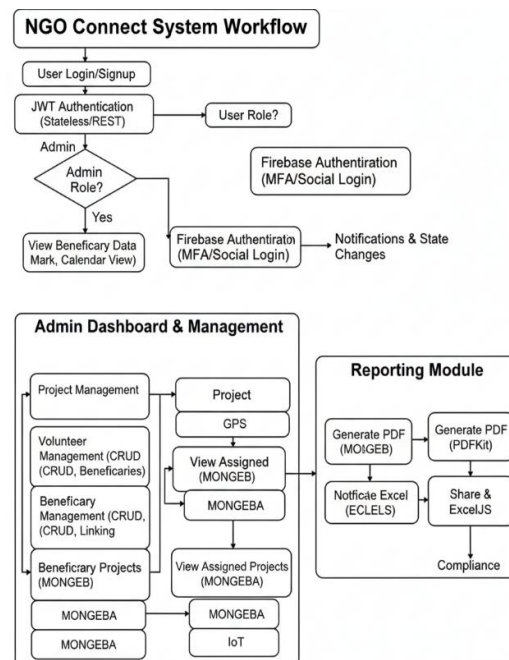 NGO Connect System Workflow
User Login/Signup
JWT Authentication
(Stateless/REST)
User Role?
Admin
Admin
Role?
Firebase Authentiration
(MFA/Social Login)
Yes
View Beneficary Data
Mark, Calendar View)
Firebase Authentiration
(MFA/Social Login)
Notifications & State
Changes
Admin Dashboard & Management
Project Management
Volunteer
Management (CRUD
(CRUD, Beneficaries)
Beneficary
Management (CRUD,
(CRUD, Linking
Beneficiary Projects
(MONGEB)
MONGEBA
MONGEBA
Project
GPS
View Assigned
(MONGEB)
MONGEBA
View Assigned Projects
(MONGEBA)
MONGEBA
IoT
Reporting Module
Generate PDF
Generate PDF
(PDFKit)
Excel
(ECLELS)
Share &
ExcelJS
Compliance